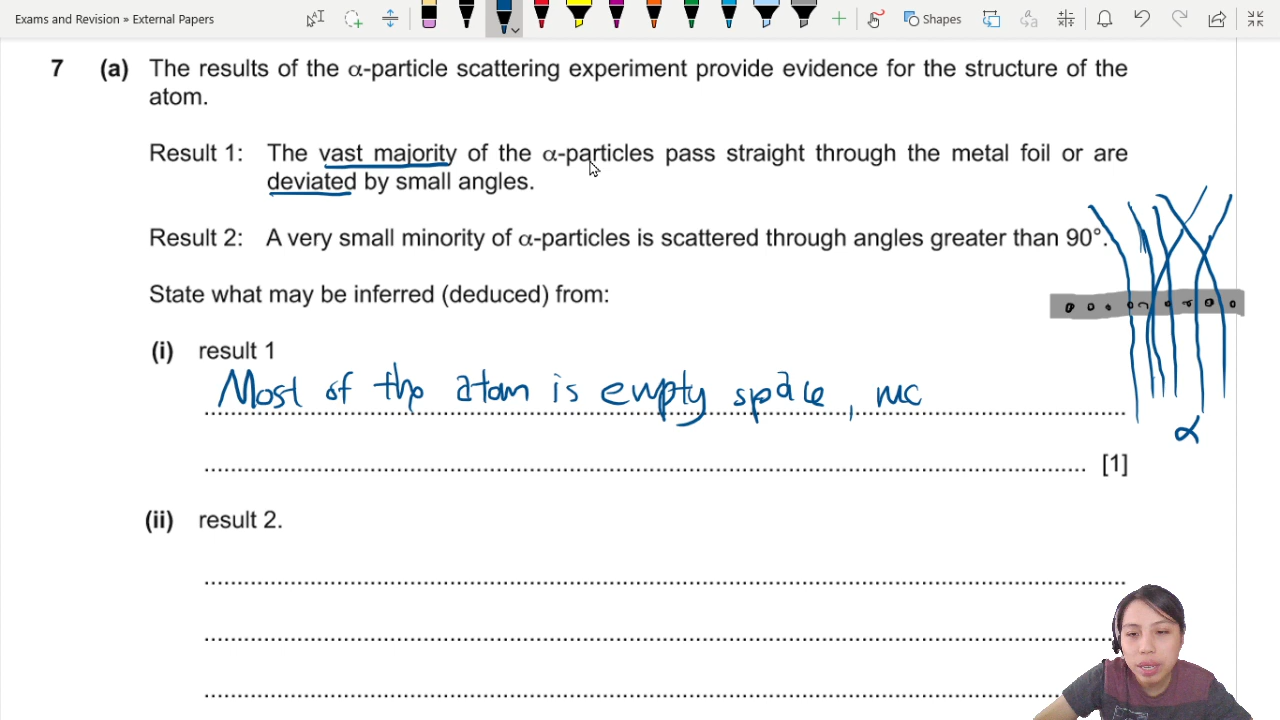 Exams and Revision » External Papers
Shapes
7 (a) The results of the α-particle scattering experiment provide evidence for the structure of the
atom.
Result 1: The vast majority of the α-particles pass straight through the metal foil or are
deviated by small angles.
Result 2: A very small minority of α-particles is scattered through angles greater than 90°.
State what may be inferred (deduced) from:
(i) result 1
Most of the atom is empty space,
α
[1]
(ii) result 2.